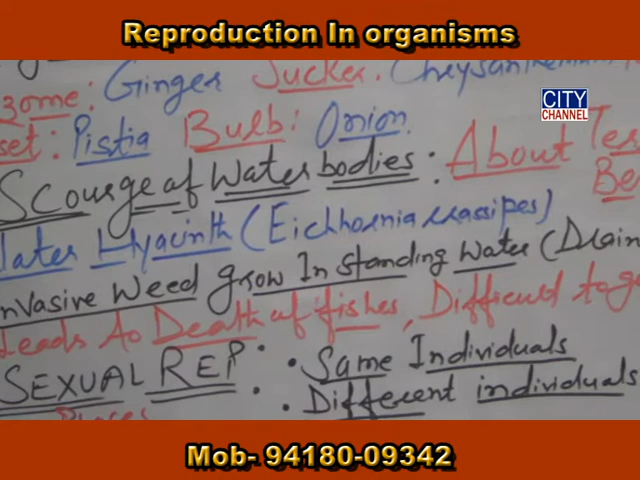 Reproduction In organisms
zome: Ginger Sucker: Chrysanthemum
CITY
CHANNEL
set: Pistia Bulb: Onion
Scourge of Water bodies: About
Water Hyacinth (Eichhornia crassipes)
Invasive Weed grow In standing Water (Drain
Leads to Death of fishes, Difficult to
SEXUAL REP: • Same Individuals
• Different individuals
Mob- 94180-09342